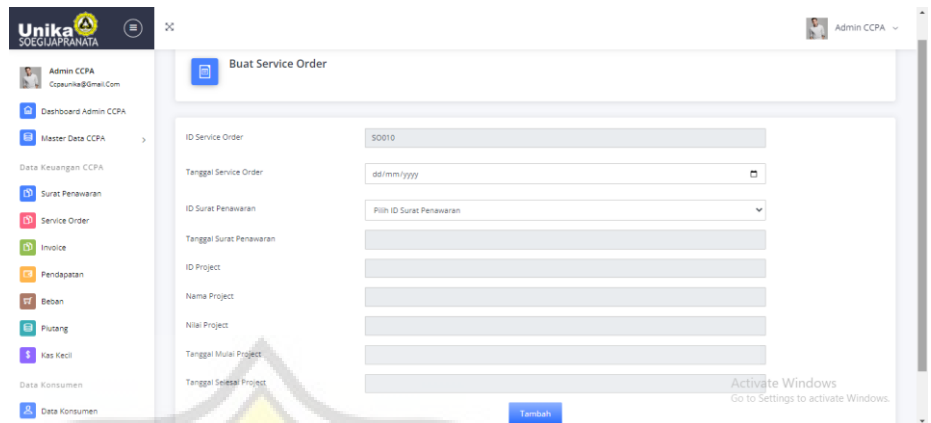 Unika
SOEGIJAPRANATA
Admin CCPA
Admin CCPA
Ccpaunika@Gmail.Com
Dashboard Admin CCPA
Master Data CCPA
Data Keuangan CCPA
Surat Penawaran
Service Order
Invoice
Pendapatan
Beban
Piutang
Kas Kecil
Data Konsumen
Data Konsumen
Buat Service Order
ID Service Order
SO010
Tanggal Service Order
dd/mm/yyyy
ID Surat Penawaran
Pilih ID Surat Penawaran
Tanggal Surat Penawaran
ID Project
Nama Project
Nilai Project
Tanggal Mulai Project
Tanggal Selesai Project
Tambah
Activate Windows
Go to Settings to activate Windows.